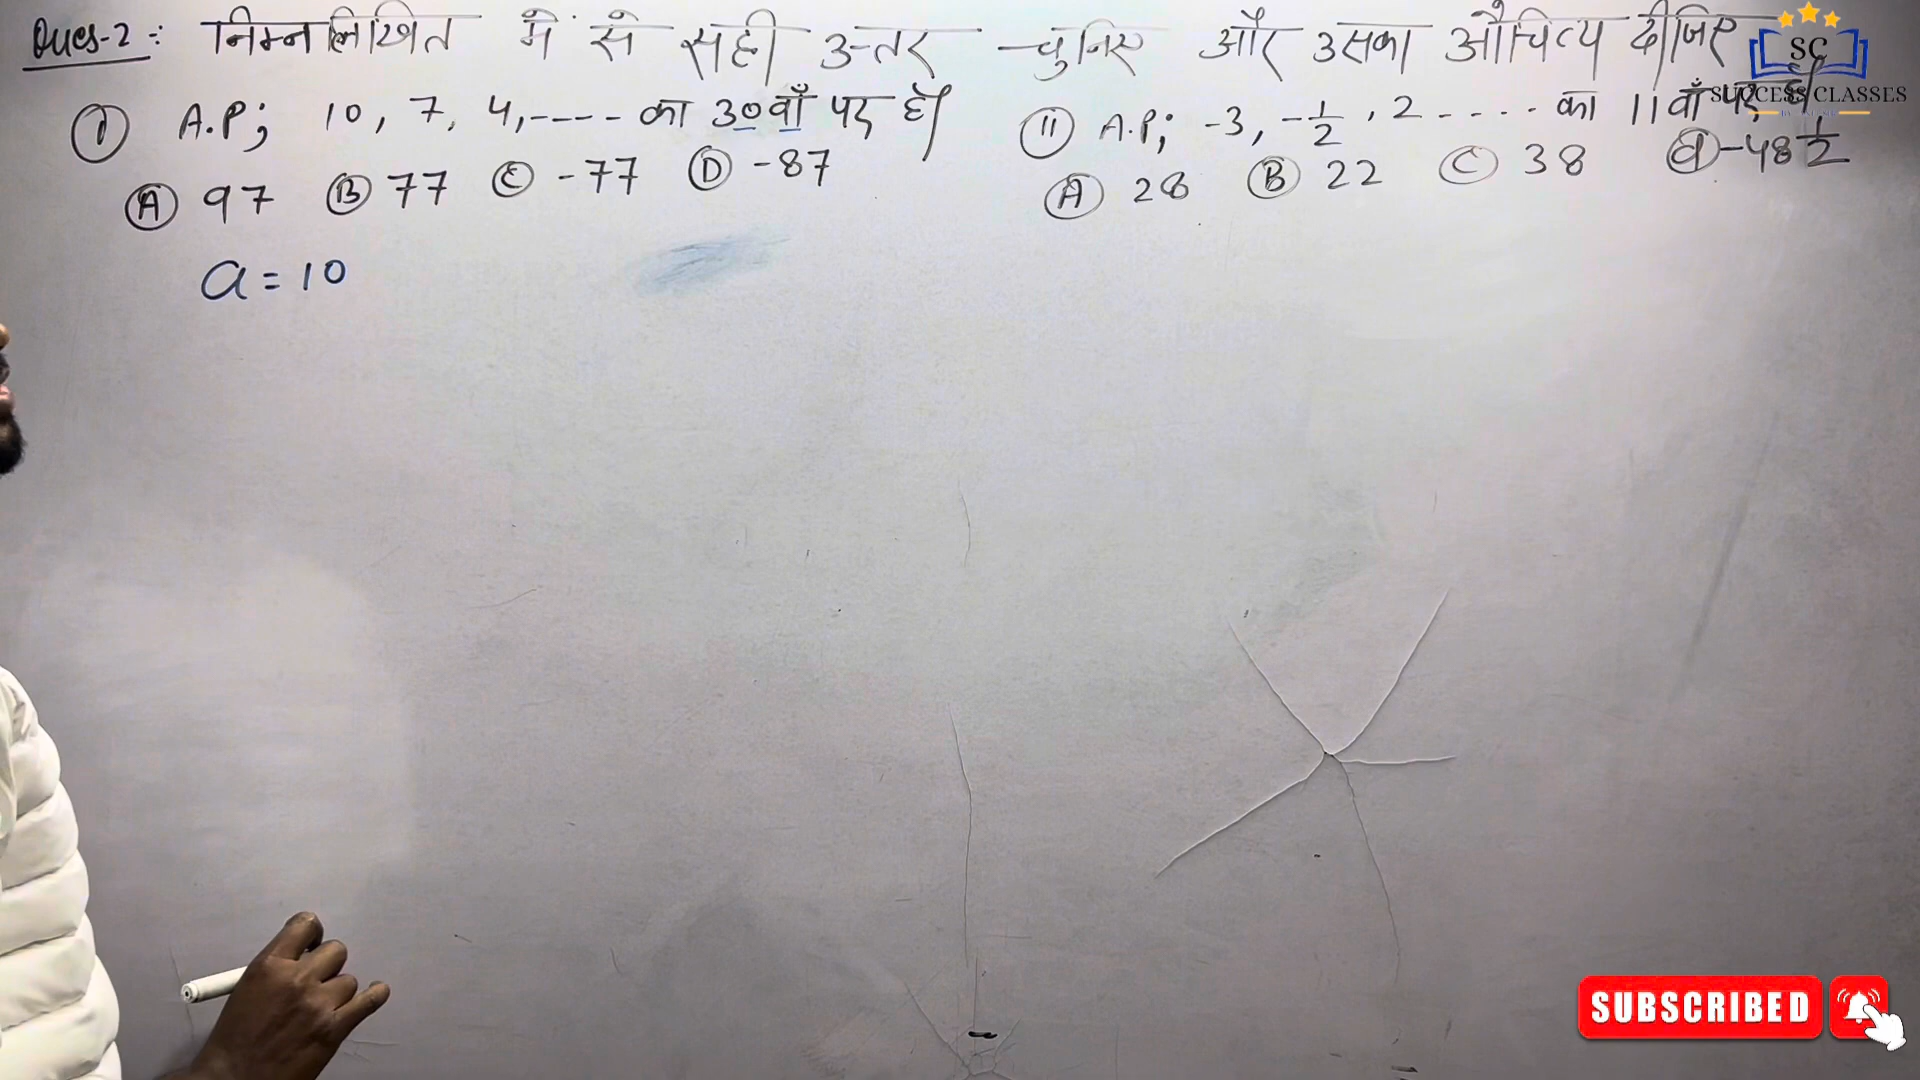 Ques-2: निम्नलिखित में से सही उत्तर चुनिए और उसका औचित्य दीजिए
(I) A.P; 10, 7, 4,---- का 30वाँ पद है।
(A) 97 (B) 77 (C) -77 (D) -87
(II) A.P; -3, -1/2, 2 .... का 11वाँ पद है
(A) 28 (B) 22 (C) 38 (d) -48 1/2
a = 10
SC
SUCCESS CLASSES
SUBSCRIBED